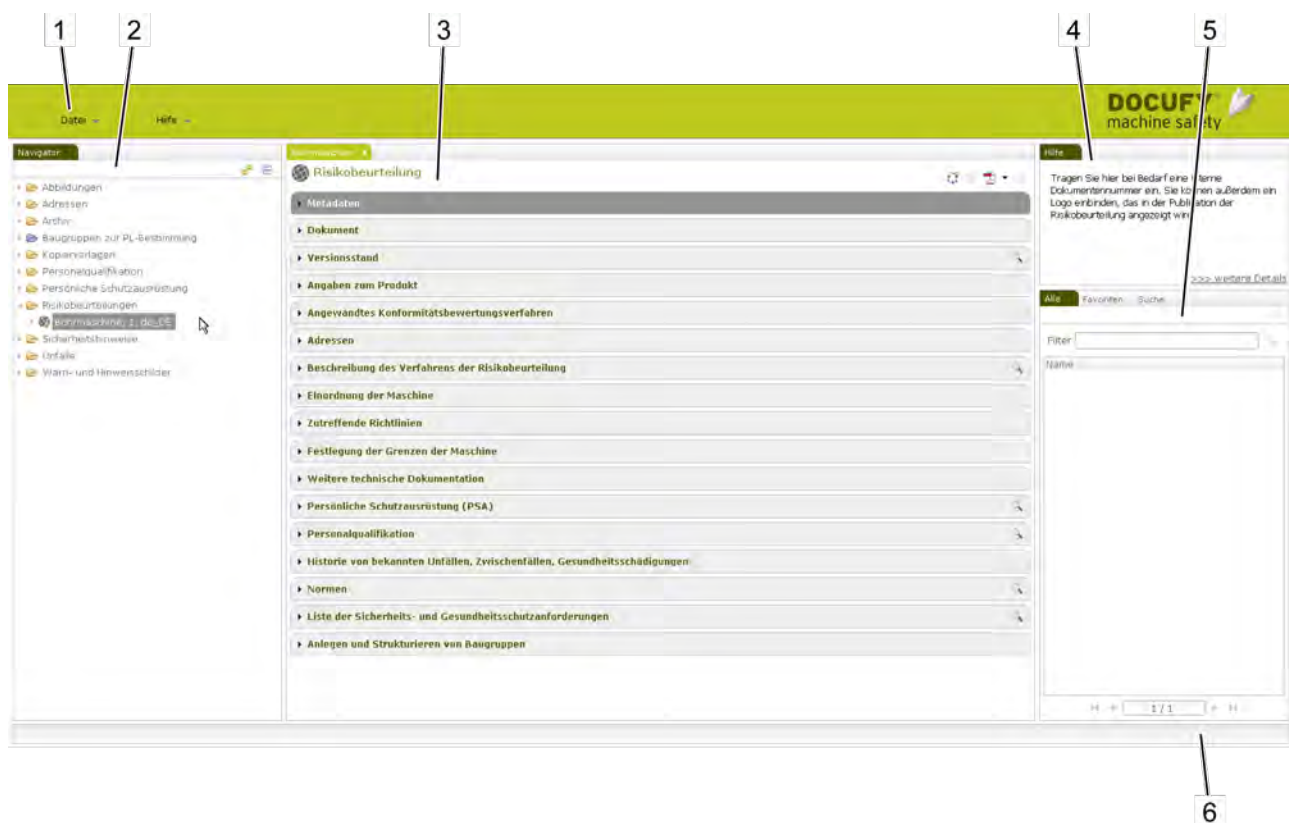 1
2
3
4
5
DOCUFY
machine safety
Datei
Hilfe
Navigator
Abbildungen
Adressen
Archiv
Baugruppen zur PL-Bestimmung
Kopiervorlagen
Personalqualifikation
Persönliche Schutzausrüstung
Risikobeurteilungen
Bohrmaschine, 1, de_DE
Sicherheitshinweise
Unfälle
Warn- und Hinweisschilder
Bohrmaschine
Risikobeurteilung
Metadaten
Dokument
Versionsstand
Angaben zum Produkt
Angewandtes Konformitätsbewertungsverfahren
Adressen
Beschreibung des Verfahrens der Risikobeurteilung
Einordnung der Maschine
Zutreffende Richtlinien
Festlegung der Grenzen der Maschine
Weitere technische Dokumentation
Persönliche Schutzausrüstung (PSA)
Personalqualifikation
Historie von bekannten Unfällen, Zwischenfällen, Gesundheitsschädigungen
Normen
Liste der Sicherheits- und Gesundheitsschutzanforderungen
Anlegen und Strukturieren von Baugruppen
Hilfe
Tragen Sie hier bei Bedarf eine interne
Dokumentennummer ein. Sie können außerdem ein
Logo einbinden, das in der Publikation der
Risikobeurteilung angezeigt wird.
>>> weitere Details
Alle Favoriten Suche
Filter
Name
1 / 1
6